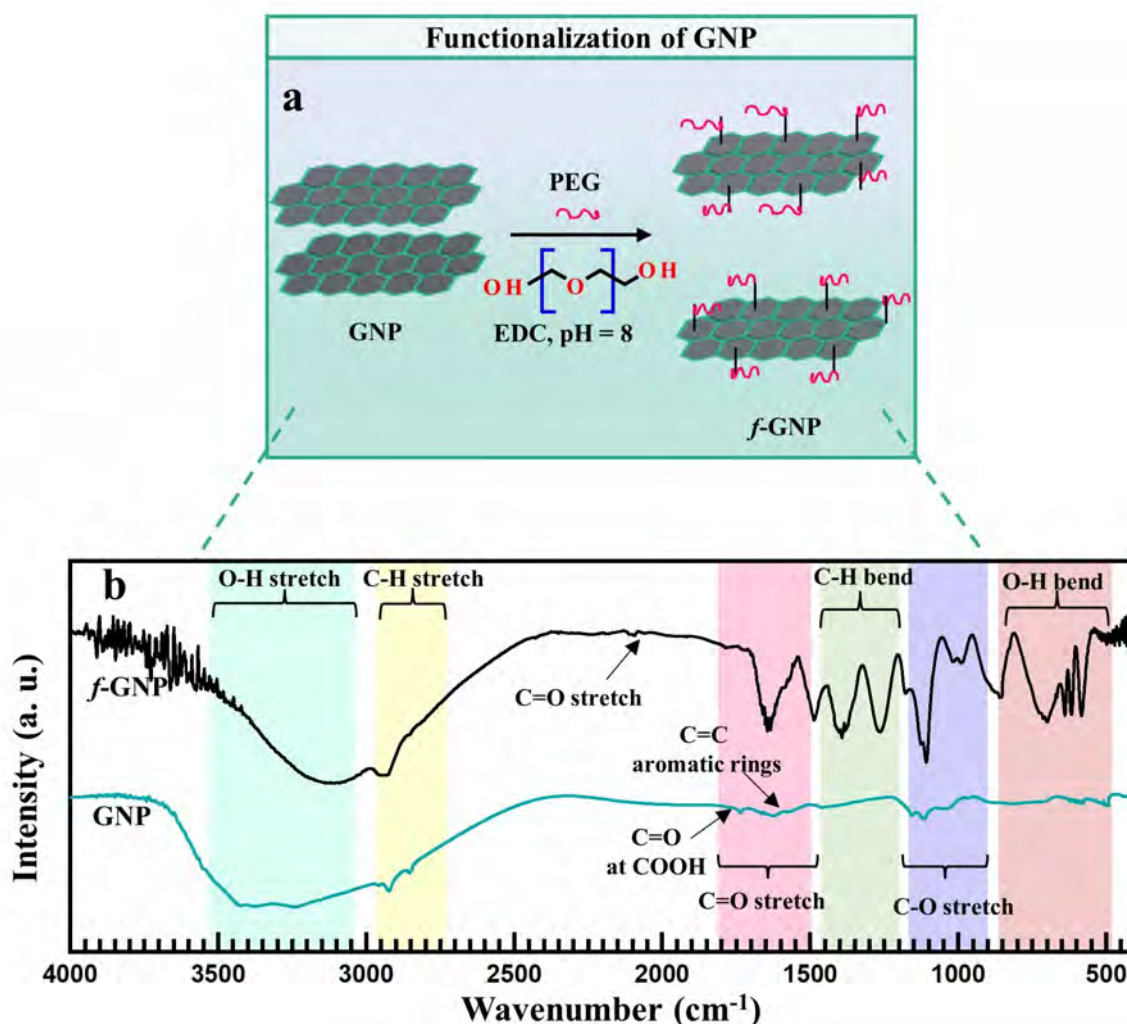 Functionalization of GNP
a
PEG
OH
O
OH
GNP
EDC, pH = 8
f-GNP
b
O-H stretch
C-H stretch
C-H bend
O-H bend
f-GNP
C=O stretch
C=C
aromatic rings
GNP
C=O
at COOH
C=O stretch
C-O stretch
Intensity (a. u.)
4000 3500 3000 2500 2000 1500 1000 500
Wavenumber (cm⁻¹)